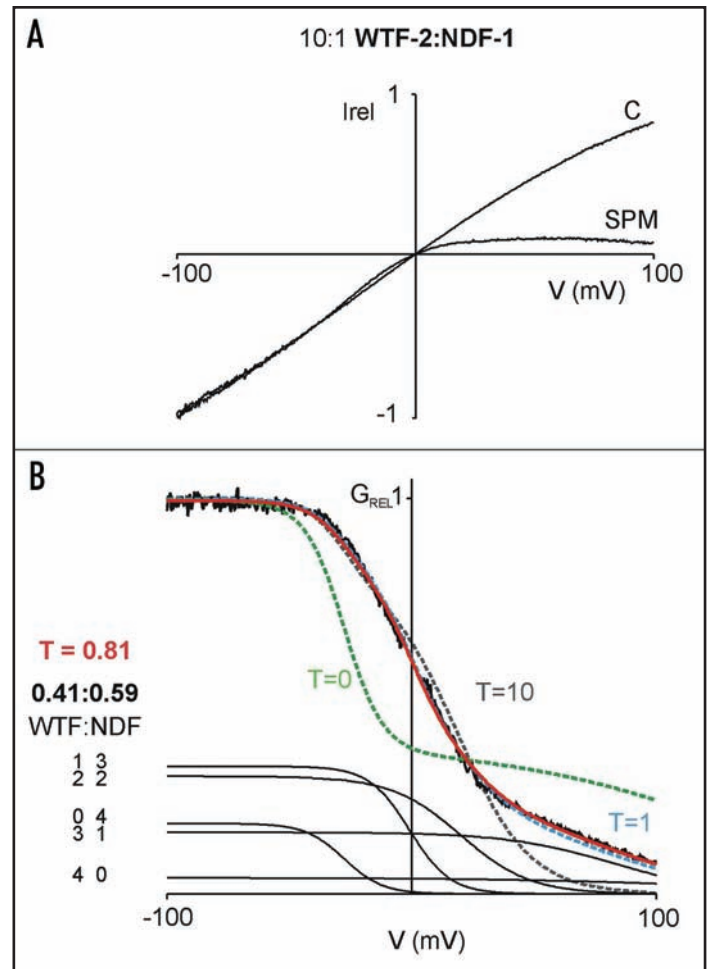 A
10:1 WTF-2:NDF-1
1
Irel
C
SPM
-100
100
V (mV)
-1
B
GREL 1
T = 0.81
0.41:0.59
WTF:NDF
T=0
T=10
1 3
2 2
0 4
3 1
T=1
4 0
-100
100
V (mV)